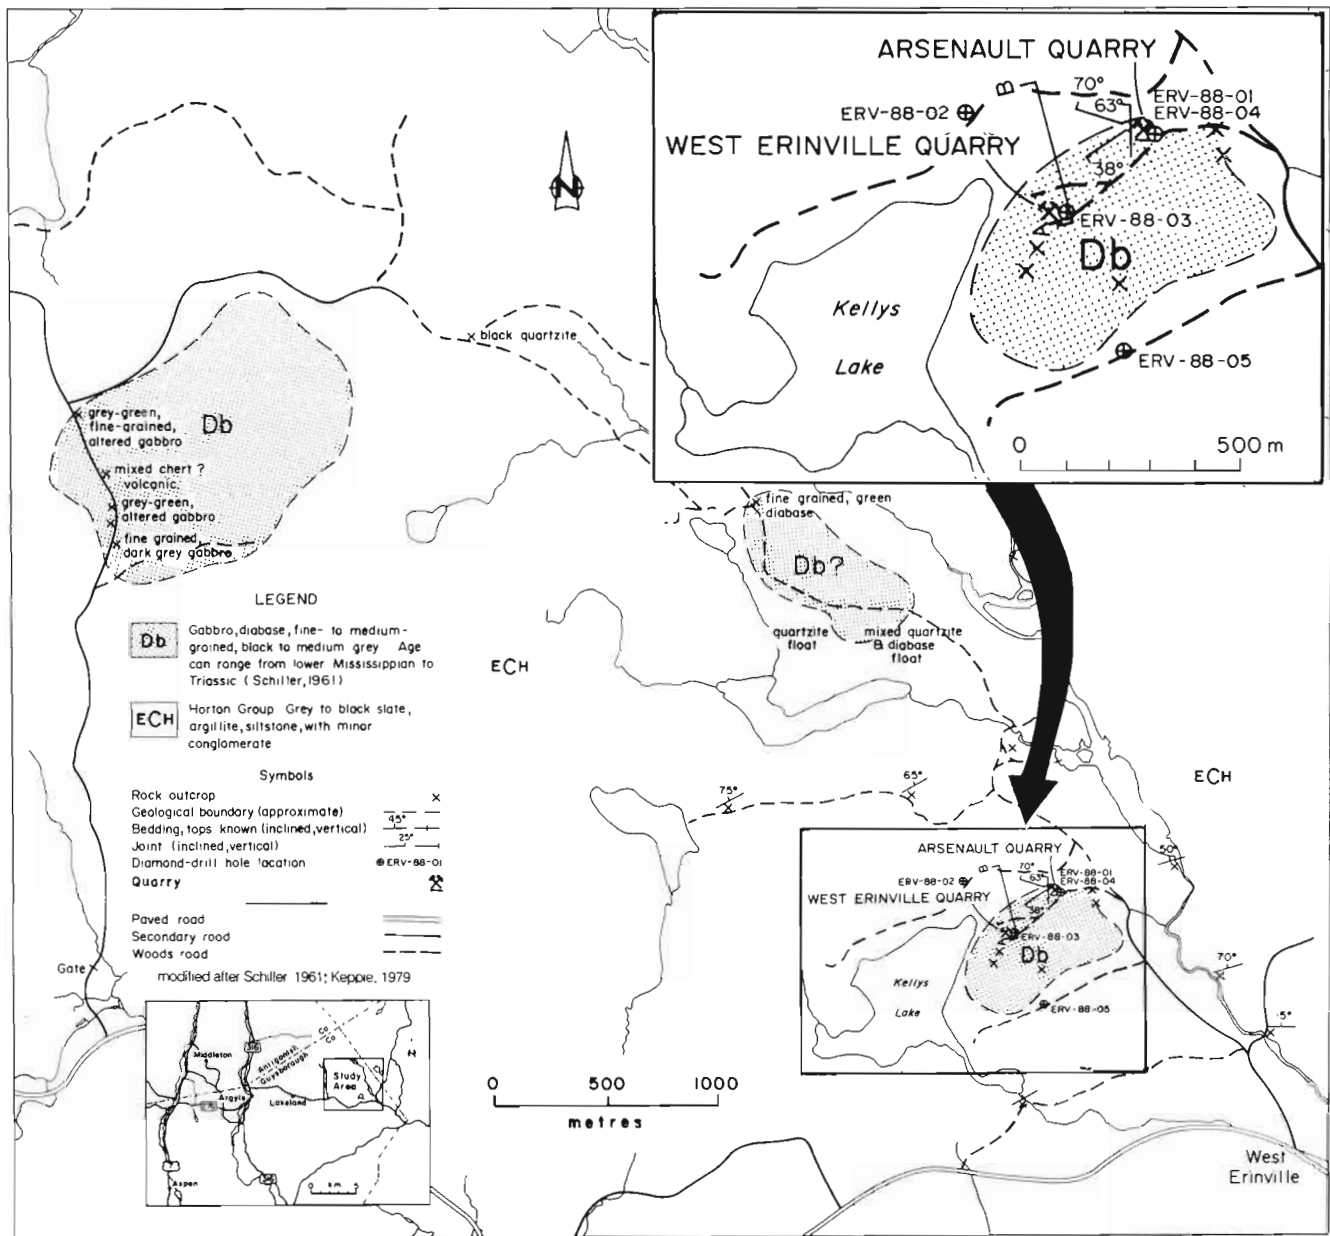 ARSENAULT QUARRY
B
70°
63°
ERV-88-01
ERV-88-04
ERV-88-02
WEST ERINVILLE QUARRY
38°
ERV-88-03
A
Db
Kellys
Lake
ERV-88-05
0 500 m
N
black quartzite
Db
grey-green,
fine-grained,
altered gabbro
mixed chert ?
volcanic.
grey-green,
altered gabbro
fine grained,
dark grey gabbro
fine grained, green
diabase
Db?
quartzite
float
mixed quartzite
& diabase
float
ECH
ECH
LEGEND
Db
Gabbro, diabase, fine- to medium-
grained, black to medium grey Age
can range from lower Mississippian to
Triassic (Schiller, 1961)
ECH
Horton Group Grey to black slate,
argillite, siltstone, with minor
conglomerate
Symbols
Rock outcrop
Geological boundary (approximate)
Bedding, tops known (inclined, vertical) 45°
Joint (inclined, vertical) 25°
Diamond-drill hole location ERV-88-01
Quarry
Paved road
Secondary road
Woods road
modified after Schiller 1961; Keppie, 1979
Gate
75°
65°
50°
70°
5°
ARSENAULT QUARRY
B
70°
63°
ERV-88-01
ERV-88-04
ERV-88-02
WEST ERINVILLE QUARRY
38°
ERV-88-03
Db
Kellys
Lake
ERV-88-05
Middleton
316
Antigonish Co
Guysborough Co
Study
Area
Argyle
Lakeland
7
Aspen
0 km 5
0 500 1000
metres
West
Erinville